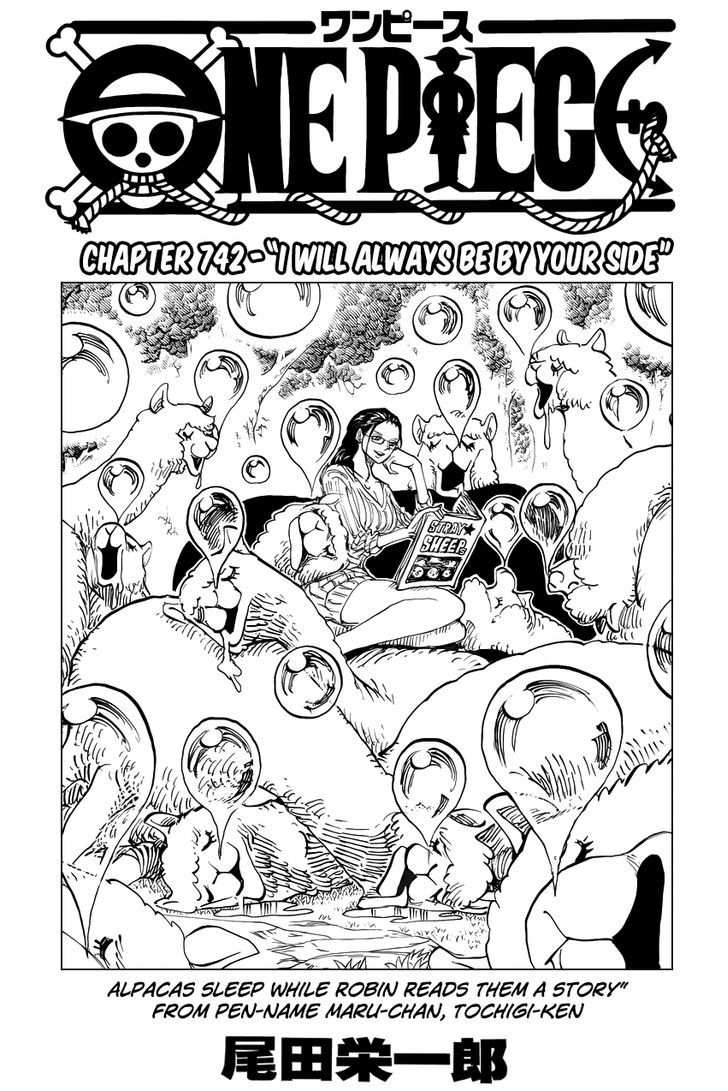 ワンピース
ONE PIECE
CHAPTER 742 - "I WILL ALWAYS BE BY YOUR SIDE"
STRAY★
SHEEP
ALPACAS SLEEP WHILE ROBIN READS THEM A STORY"
FROM PEN-NAME MARU-CHAN, TOCHIGI-KEN
尾田栄一郎